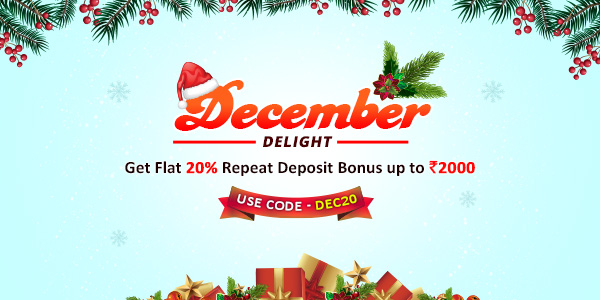 December
DELIGHT
Get Flat 20% Repeat Deposit Bonus up to ₹2000
USE CODE - DEC20